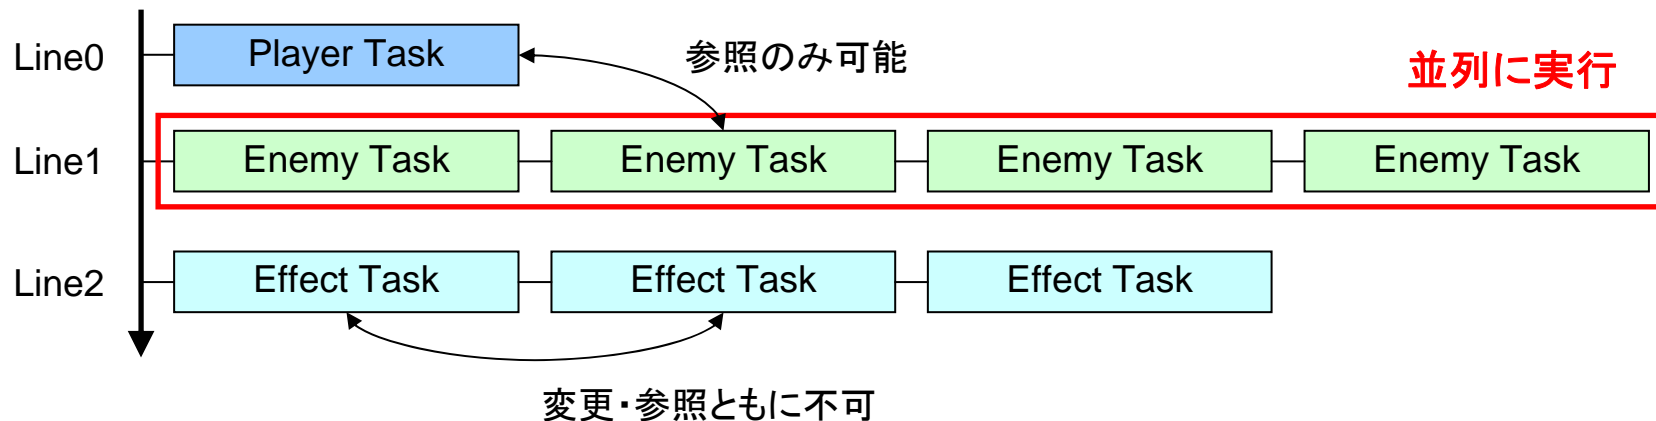 Line0
Player Task
参照のみ可能
並列に実行
Line1
Enemy Task
Enemy Task
Enemy Task
Enemy Task
Line2
Effect Task
Effect Task
Effect Task
変更・参照ともに不可